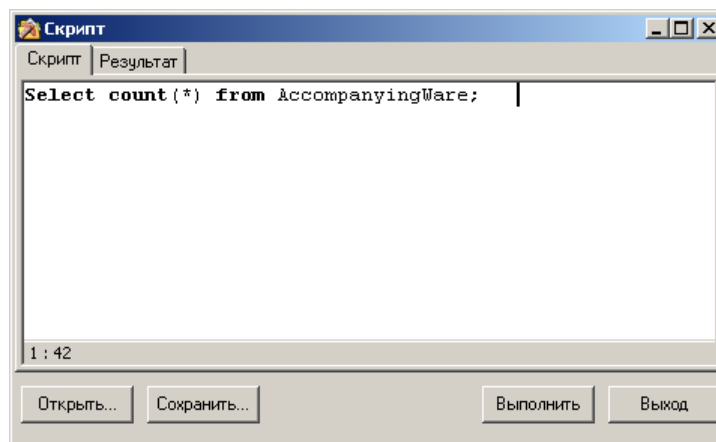 Скрипт
Скрипт Результат
Select count(*) from AccompanyingWare;
1 : 42
Открыть... Сохранить... Выполнить Выход